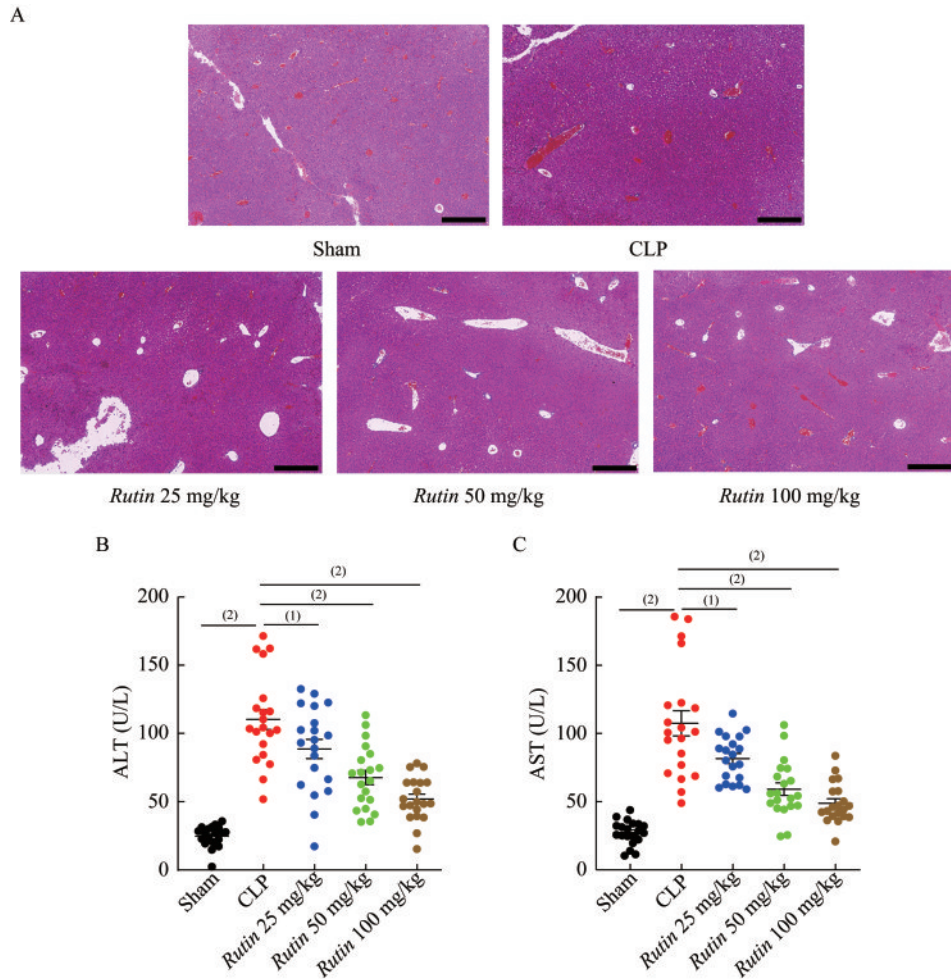 A
Sham
CLP
Rutin 25 mg/kg
Rutin 50 mg/kg
Rutin 100 mg/kg
B
(2)
(2)
(2)
(1)
200
150
100
50
0
ALT (U/L)
Sham
CLP
Rutin 25 mg/kg
Rutin 50 mg/kg
Rutin 100 mg/kg
C
(2)
(2)
(2)
(1)
200
150
100
50
0
AST (U/L)
Sham
CLP
Rutin 25 mg/kg
Rutin 50 mg/kg
Rutin 100 mg/kg